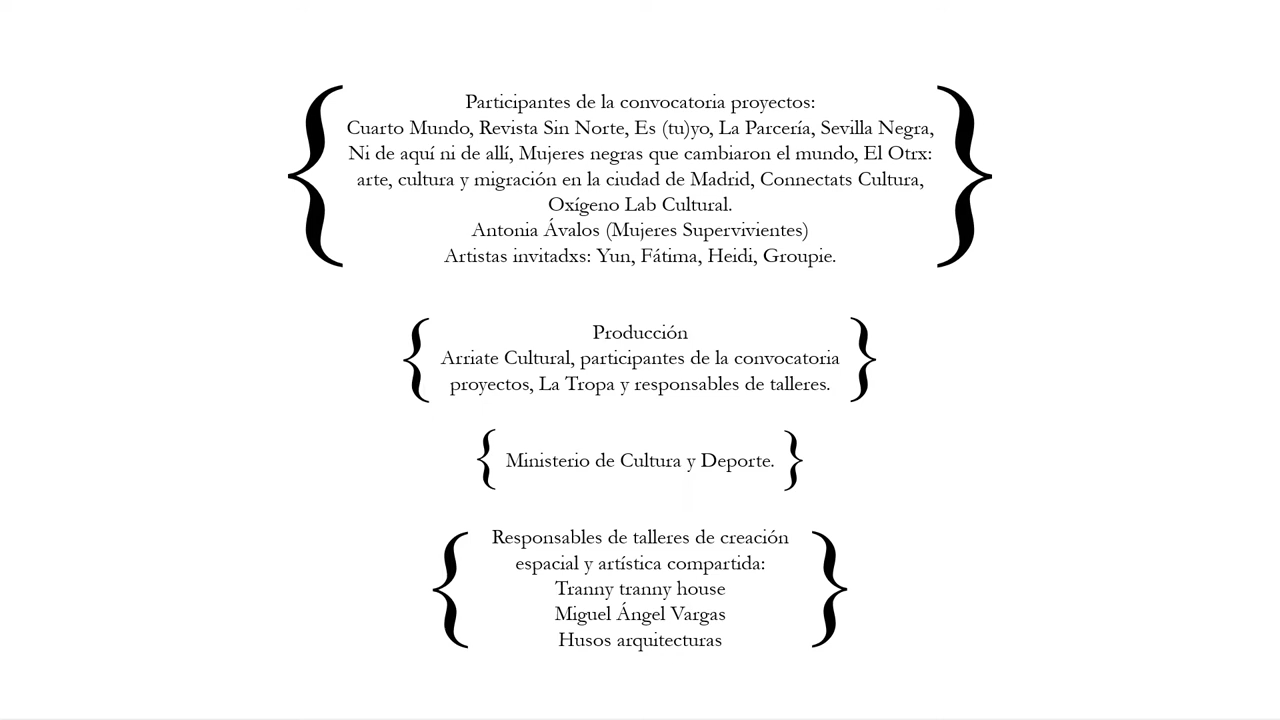 Participantes de la convocatoria proyectos:
Cuarto Mundo, Revista Sin Norte, Es (tu)yo, La Parcería, Sevilla Negra,
Ni de aquí ni de allí, Mujeres negras que cambiaron el mundo, El Otrx:
arte, cultura y migración en la ciudad de Madrid, Connectats Cultura,
Oxígeno Lab Cultural.
Antonia Ávalos (Mujeres Supervivientes)
Artistas invitadxs: Yun, Fátima, Heidi, Groupie.
Producción
Arriate Cultural, participantes de la convocatoria
proyectos, La Tropa y responsables de talleres.
Ministerio de Cultura y Deporte.
Responsables de talleres de creación
espacial y artística compartida:
Tranny tranny house
Miguel Ángel Vargas
Husos arquitecturas